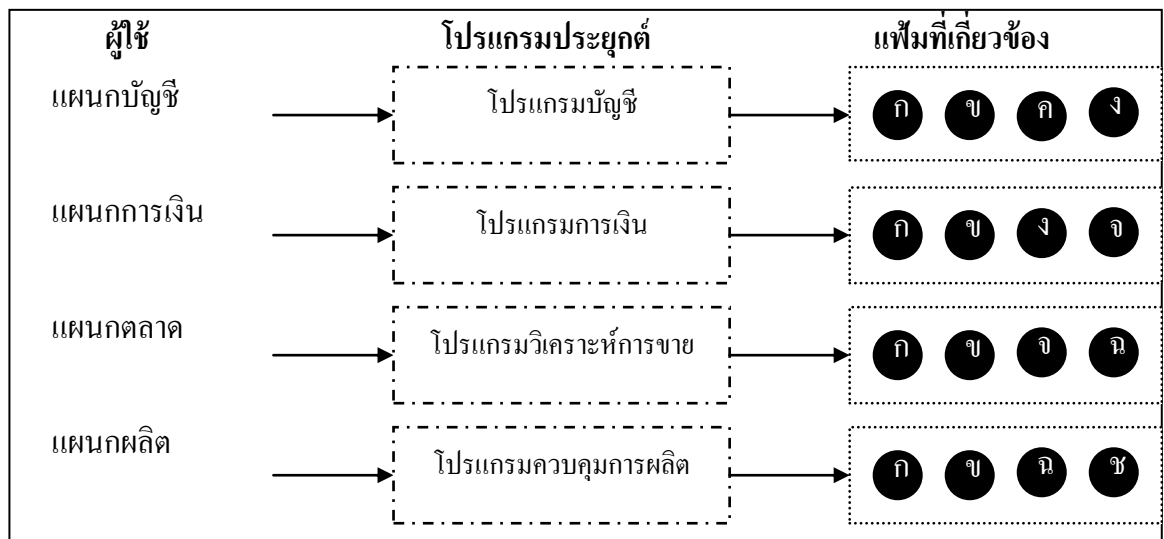 ผู้ใช้ โปรแกรมประยุกต์ แฟ้มที่เกี่ยวข้อง
แผนกบัญชี โปรแกรมบัญชี ก ข ค ง
แผนกการเงิน โปรแกรมการเงิน ก ข ง จ
แผนกตลาด โปรแกรมวิเคราะห์การขาย ก ข จ ฉ
แผนกผลิต โปรแกรมควบคุมการผลิต ก ข ฉ ช